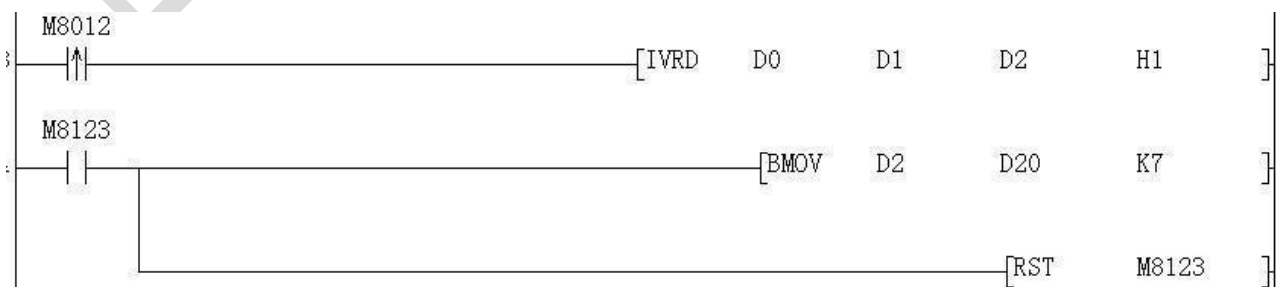 M8012
[IVRD D0 D1 D2 H1 ]
M8123
[BMOV D2 D20 K7 ]
[RST M8123 ]